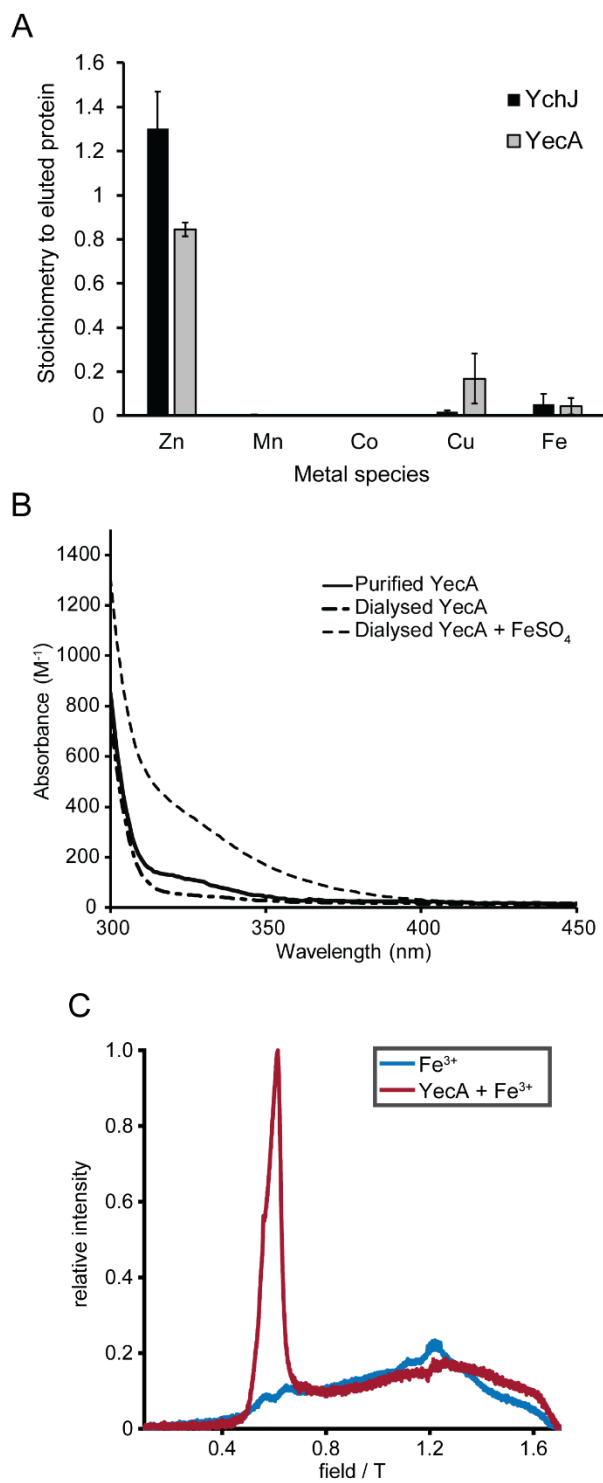 A
1.6
1.4
1.2
1
0.8
0.6
0.4
0.2
0
Stoichiometry to eluted protein
YchJ
YecA
Zn Mn Co Cu Fe
Metal species
B
1400
1200
1000
800
600
400
200
0
Absorbance (M⁻¹)
Purified YecA
Dialysed YecA
Dialysed YecA + FeSO₄
300 350 400 450
Wavelength (nm)
C
1.0
0.8
0.6
0.4
0.2
0
relative intensity
Fe³⁺
YecA + Fe³⁺
0.4 0.8 1.2 1.6
field / T